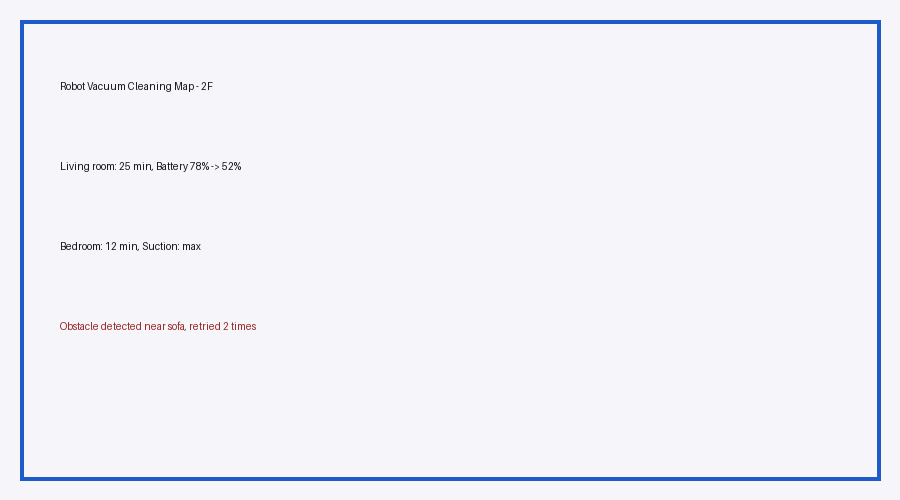 Robot Vacuum Cleaning Map - 2F
Living room: 25 min, Battery 78% -> 52%
Bedroom: 12 min, Suction: max
Obstacle detected near sofa, retried 2 times